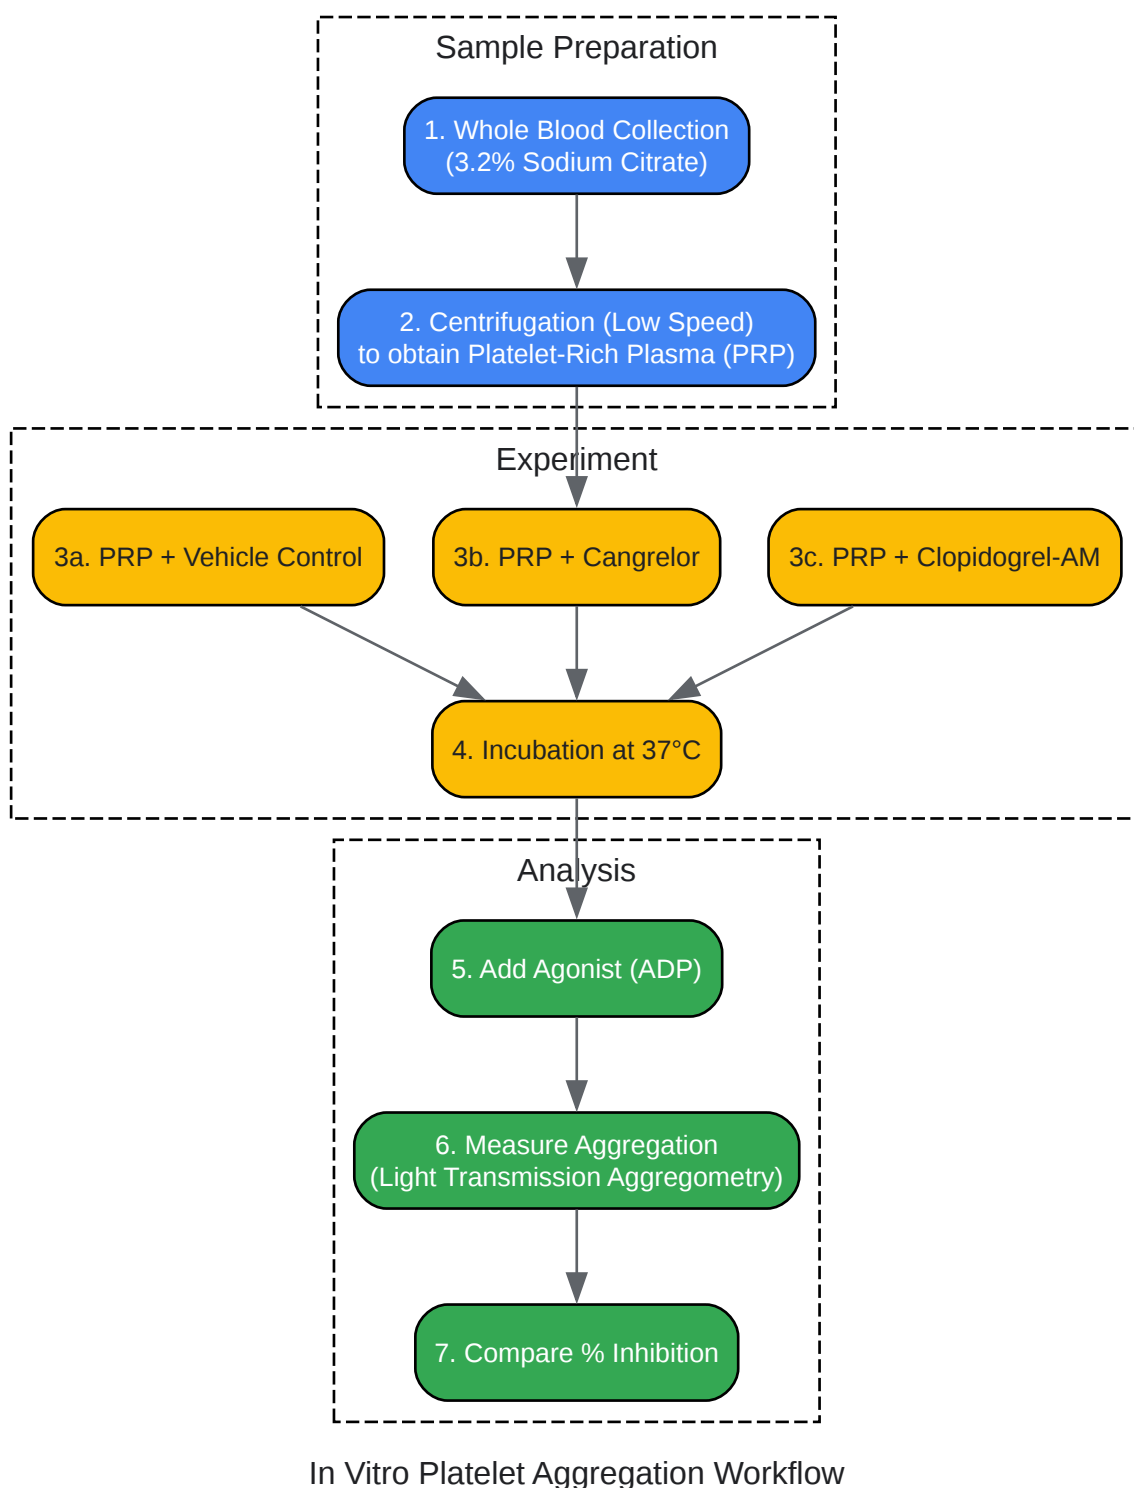 Sample Preparation
1. Whole Blood Collection
(3.2% Sodium Citrate)
2. Centrifugation (Low Speed)
to obtain Platelet-Rich Plasma (PRP)
Experiment
3a. PRP + Vehicle Control
3b. PRP + Cangrelor
3c. PRP + Clopidogrel-AM
4. Incubation at 37°C
Analysis
5. Add Agonist (ADP)
6. Measure Aggregation
(Light Transmission Aggregometry)
7. Compare % Inhibition
In Vitro Platelet Aggregation Workflow